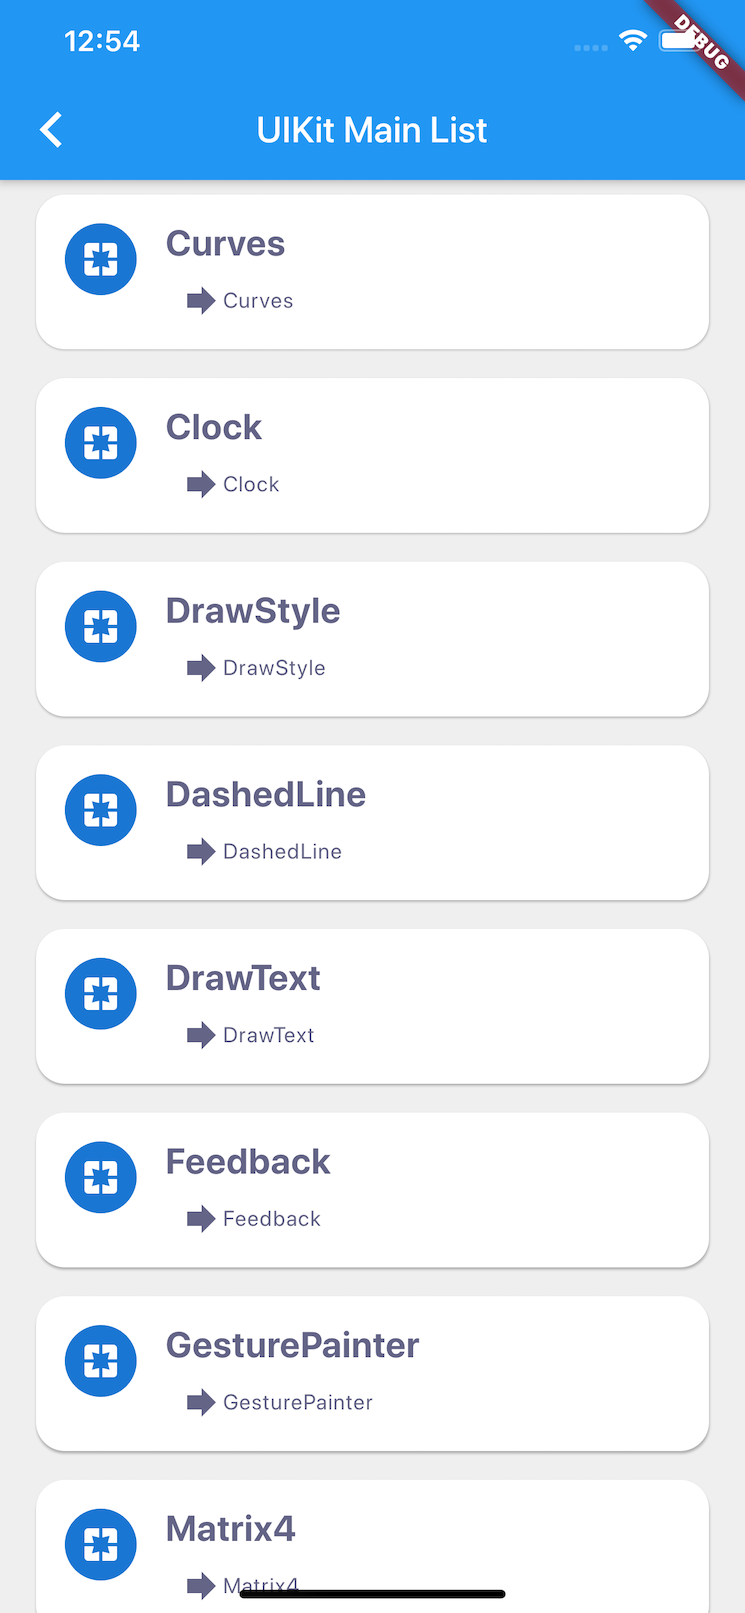 12:54
DEBUG
UIKit Main List
Curves
Curves
Clock
Clock
DrawStyle
DrawStyle
DashedLine
DashedLine
DrawText
DrawText
Feedback
Feedback
GesturePainter
GesturePainter
Matrix4
Matrix4